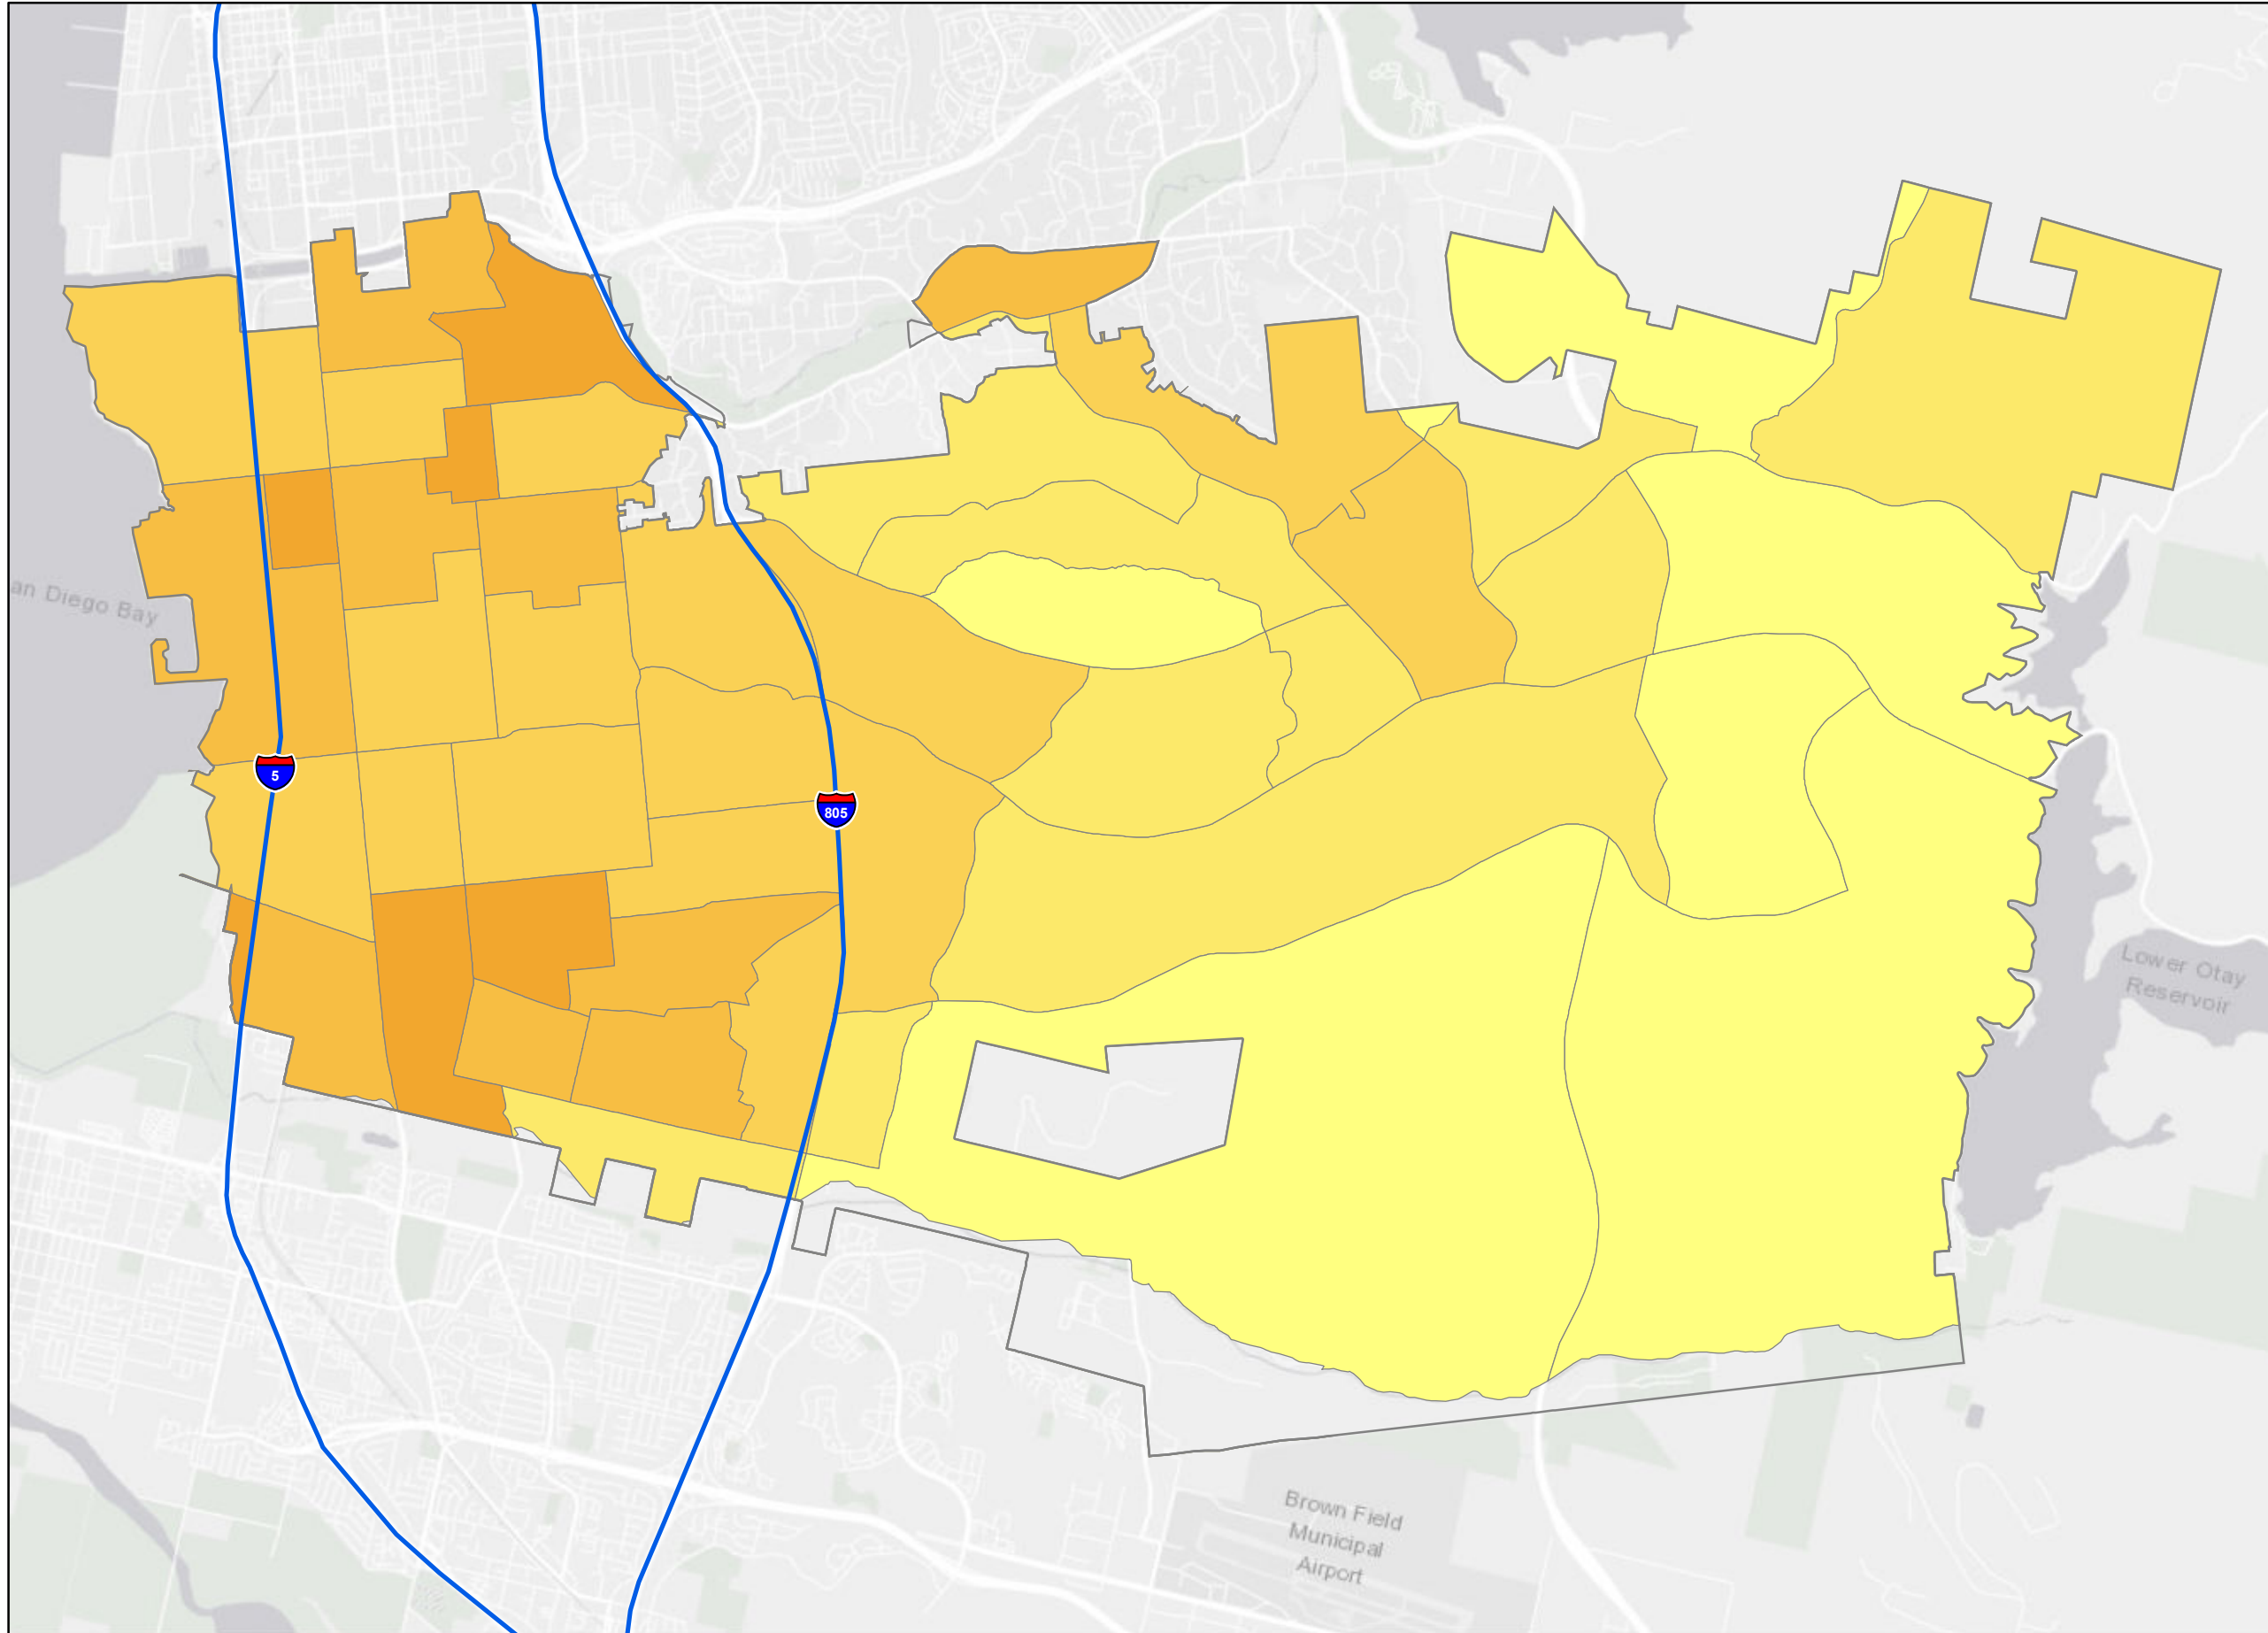 an Diego Bay
5
805
Lower Otay
Reservoir
Brown Field
Municipal
Airport